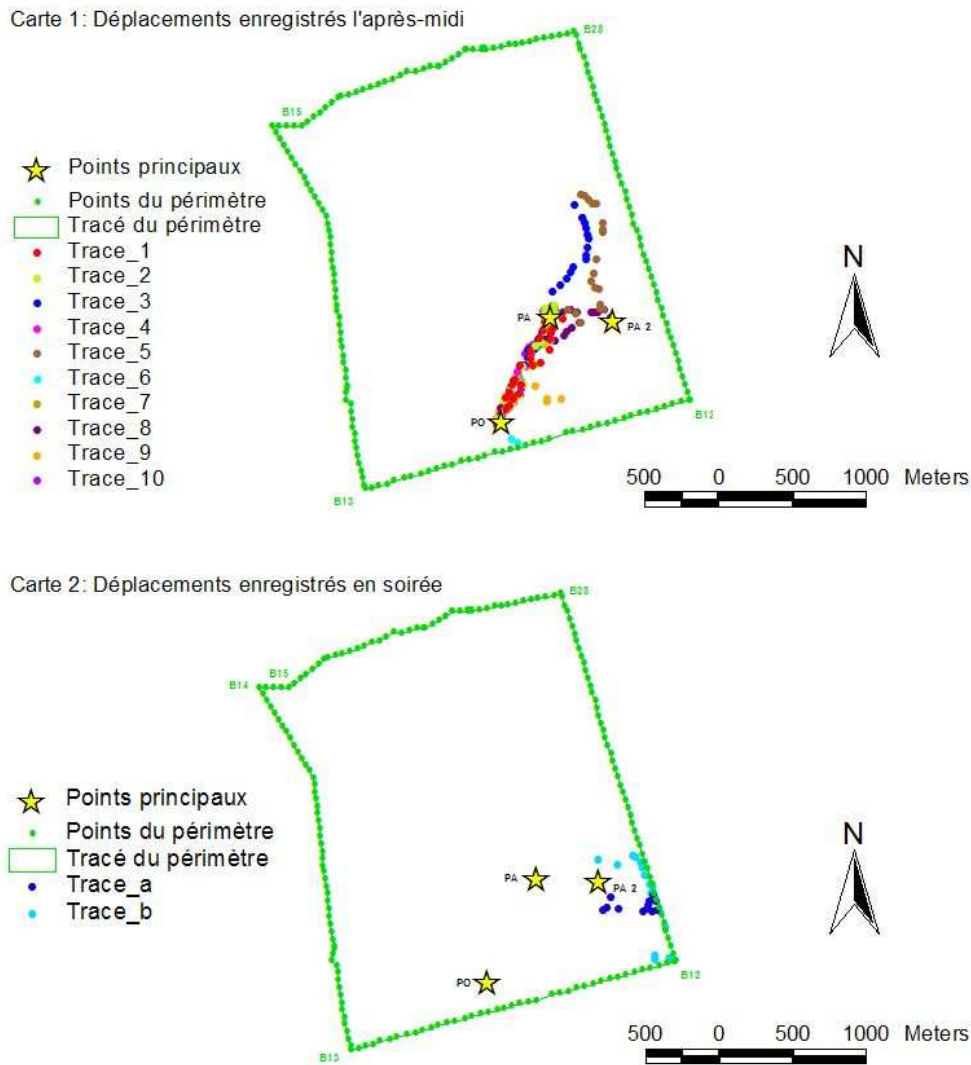 Carte 1: Déplacements enregistrés l'après-midi
B28
B15
Points principaux
Points du périmètre
Tracé du périmètre
Trace_1
Trace_2
Trace_3
Trace_4
Trace_5
Trace_6
Trace_7
Trace_8
Trace_9
Trace_10
PA
PA 2
PO
B12
B13
N
500 0 500 1000 Meters
Carte 2: Déplacements enregistrés en soirée
B28
B14
B15
Points principaux
Points du périmètre
Tracé du périmètre
Trace_a
Trace_b
PA
PA 2
PO
B12
B13
N
500 0 500 1000 Meters